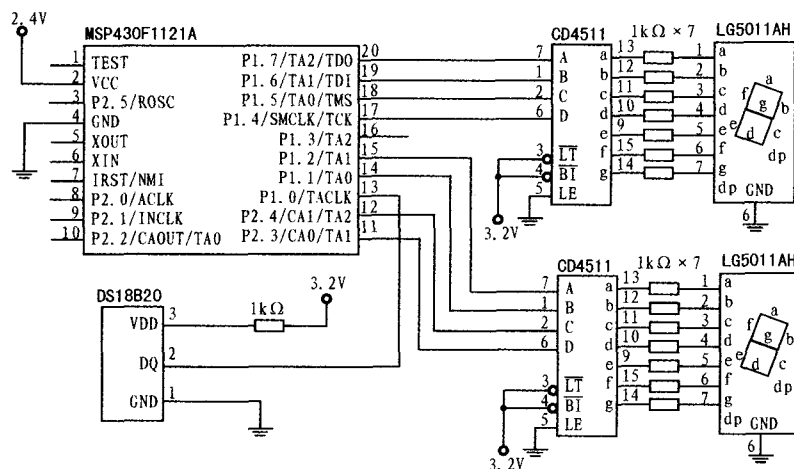 2.4V
MSP430F1121A
1 TEST
2 VCC
3 P2.5/ROSC
4 GND
5 XOUT
6 XIN
7 IRST/NMI
8 P2.0/ACLK
9 P2.1/INCLK
10 P2.2/CAOUT/TA0
P1.7/TA2/TDO 20
P1.6/TA1/TDI 19
P1.5/TA0/TMS 18
P1.4/SMCLK/TCK 17
P1.3/TA2 16
P1.2/TA1 15
P1.1/TA0 14
P1.0/TACLK 13
P2.4/CA1/TA2 12
P2.3/CA0/TA1 11
CD4511
7 A a 13
1 B b 12
2 C c 11
6 D d 10
e 9
f 15
g 14
3 LT
4 BI
5 LE
3.2V
1kΩ×7
LG5011AH
1 a
2 b
3 c
4 d
5 e
6 f
7 g
dp
GND
6
a
f b
g
e c
d
dp
DS18B20
VDD 3
DQ 2
GND 1
1kΩ
3.2V
CD4511
7 A a 13
1 B b 12
2 C c 11
6 D d 10
e 9
f 15
g 14
3 LT
4 BI
5 LE
3.2V
1kΩ×7
LG5011AH
1 a
2 b
3 c
4 d
5 e
6 f
7 g
dp
GND
6
a
f b
g
e c
d
dp